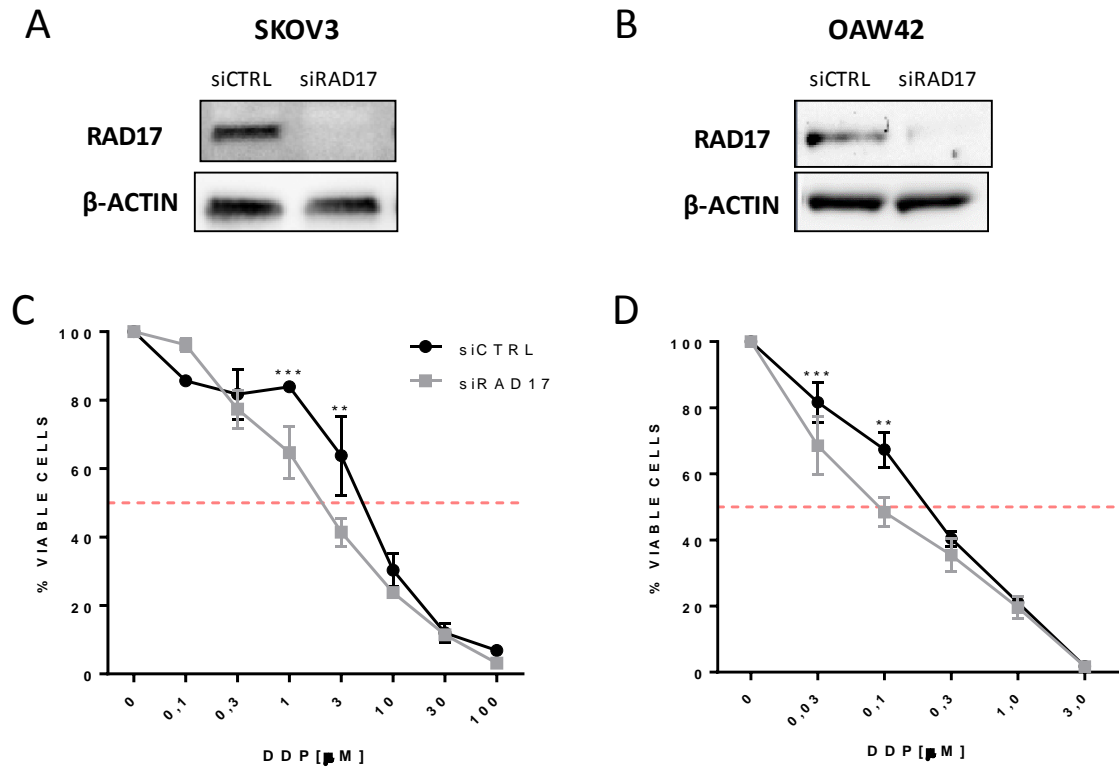 A
SKOV3
siCTRL siRAD17
RAD17
β-ACTIN
B
OAW42
siCTRL siRAD17
RAD17
β-ACTIN
C
100
80
60
40
20
0
% VIABLE CELLS
siCTRL
siRAD17
***
**
0 0,1 0,3 1 3 10 30 100
DDP[µM]
D
100
80
60
40
20
0
% VIABLE CELLS
***
**
0 0,03 0,1 0,3 1,0 3,0
DDP[µM]